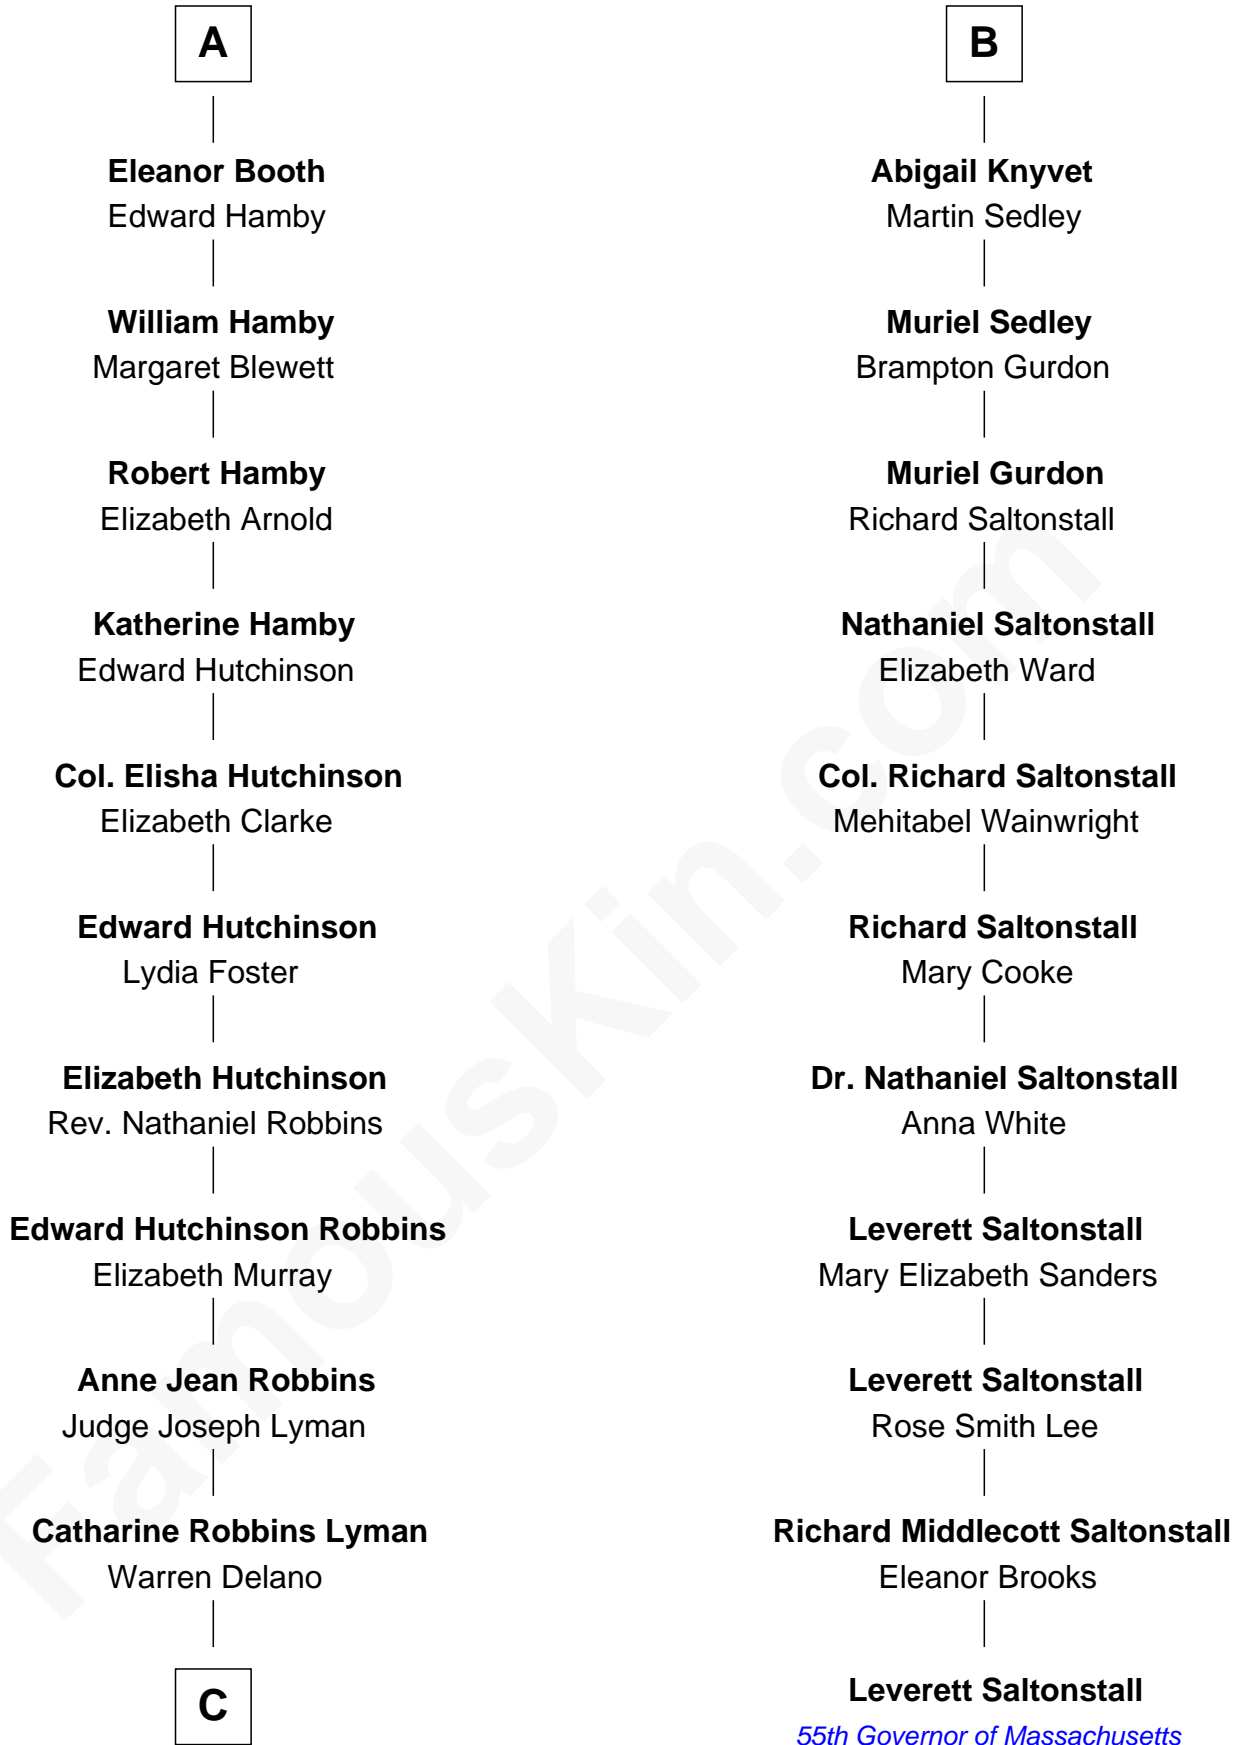 A
Eleanor Booth
Edward Hamby
William Hamby
Margaret Blewett
Robert Hamby
Elizabeth Arnold
Katherine Hamby
Edward Hutchinson
Col. Elisha Hutchinson
Elizabeth Clarke
Edward Hutchinson
Lydia Foster
Elizabeth Hutchinson
Rev. Nathaniel Robbins
Edward Hutchinson Robbins
Elizabeth Murray
Anne Jean Robbins
Judge Joseph Lyman
Catharine Robbins Lyman
Warren Delano
C
B
Abigail Knyvet
Martin Sedley
Muriel Sedley
Brampton Gurdon
Muriel Gurdon
Richard Saltonstall
Nathaniel Saltonstall
Elizabeth Ward
Col. Richard Saltonstall
Mehitabel Wainwright
Richard Saltonstall
Mary Cooke
Dr. Nathaniel Saltonstall
Anna White
Leverett Saltonstall
Mary Elizabeth Sanders
Leverett Saltonstall
Rose Smith Lee
Richard Middlecott Saltonstall
Eleanor Brooks
Leverett Saltonstall
55th Governor of Massachusetts
FamousKin.com